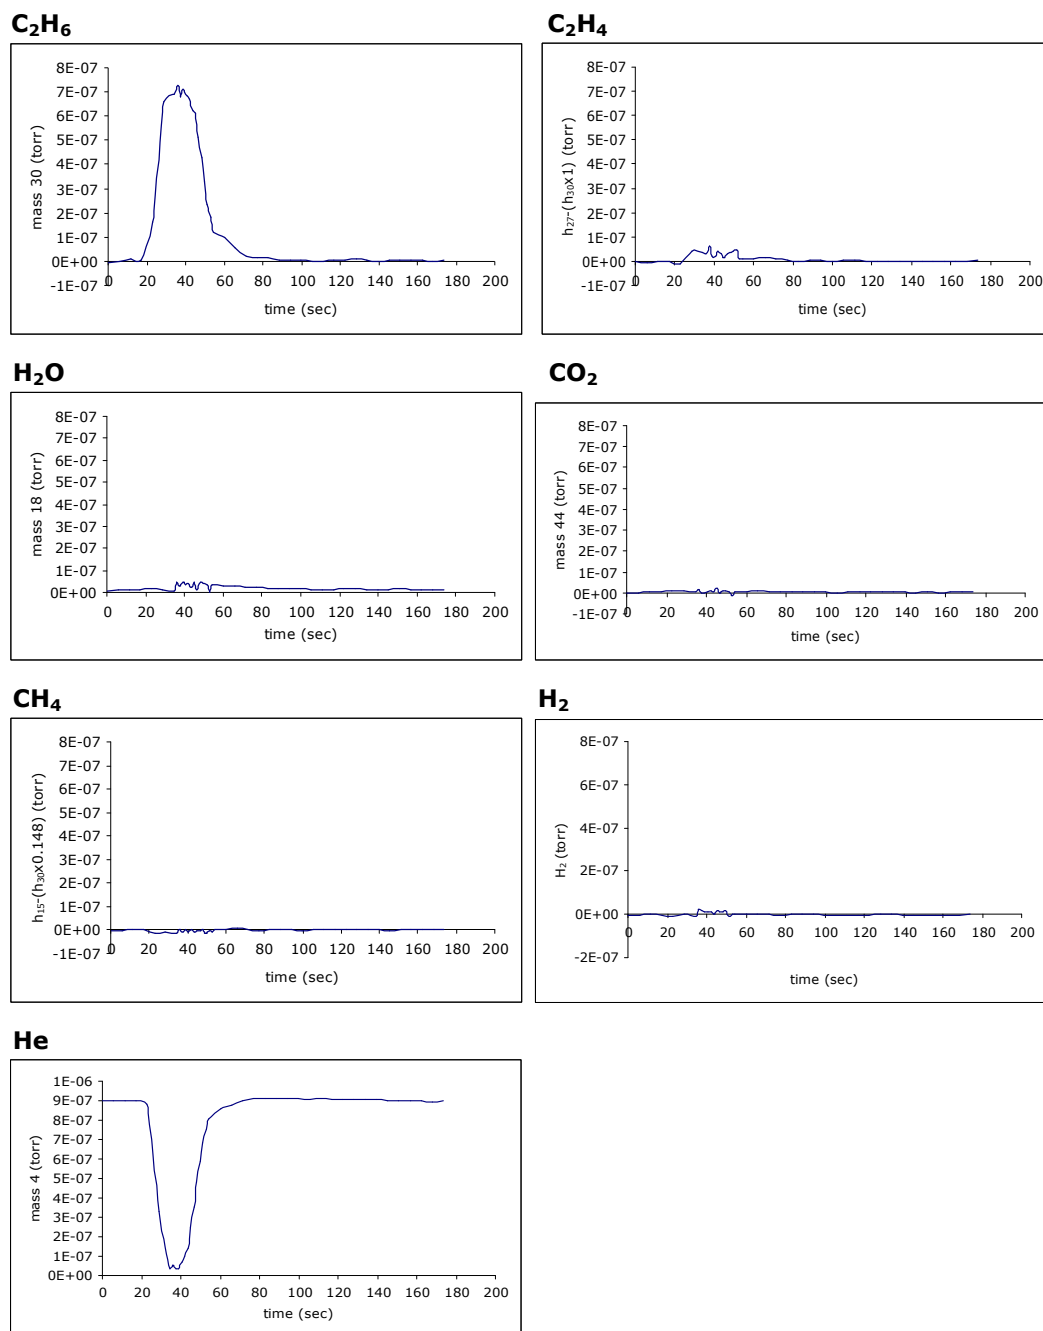 C₂H₆
8E-07
7E-07
6E-07
5E-07
4E-07
3E-07
2E-07
1E-07
0E+00
-1E-07
0 20 40 60 80 100 120 140 160 180 200
mass 30 (torr)
time (sec)
C₂H₄
8E-07
7E-07
6E-07
5E-07
4E-07
3E-07
2E-07
1E-07
0E+00
-1E-07
0 20 40 60 80 100 120 140 160 180 200
h₂₇-(h₃₀x1) (torr)
time (sec)
H₂O
8E-07
7E-07
6E-07
5E-07
4E-07
3E-07
2E-07
1E-07
0E+00
0 20 40 60 80 100 120 140 160 180 200
mass 18 (torr)
time (sec)
CO₂
8E-07
7E-07
6E-07
5E-07
4E-07
3E-07
2E-07
1E-07
0E+00
-1E-07
0 20 40 60 80 100 120 140 160 180 200
mass 44 (torr)
time (sec)
CH₄
8E-07
7E-07
6E-07
5E-07
4E-07
3E-07
2E-07
1E-07
0E+00
-1E-07
0 20 40 60 80 100 120 140 160 180 200
h₁₅-(h₃₀x0.148) (torr)
time (sec)
H₂
8E-07
6E-07
4E-07
2E-07
0E+00
-2E-07
0 20 40 60 80 100 120 140 160 180 200
H₂ (torr)
time (sec)
He
1E-06
9E-07
8E-07
7E-07
6E-07
5E-07
4E-07
3E-07
2E-07
1E-07
0E+00
0 20 40 60 80 100 120 140 160 180 200
mass 4 (torr)
time (sec)